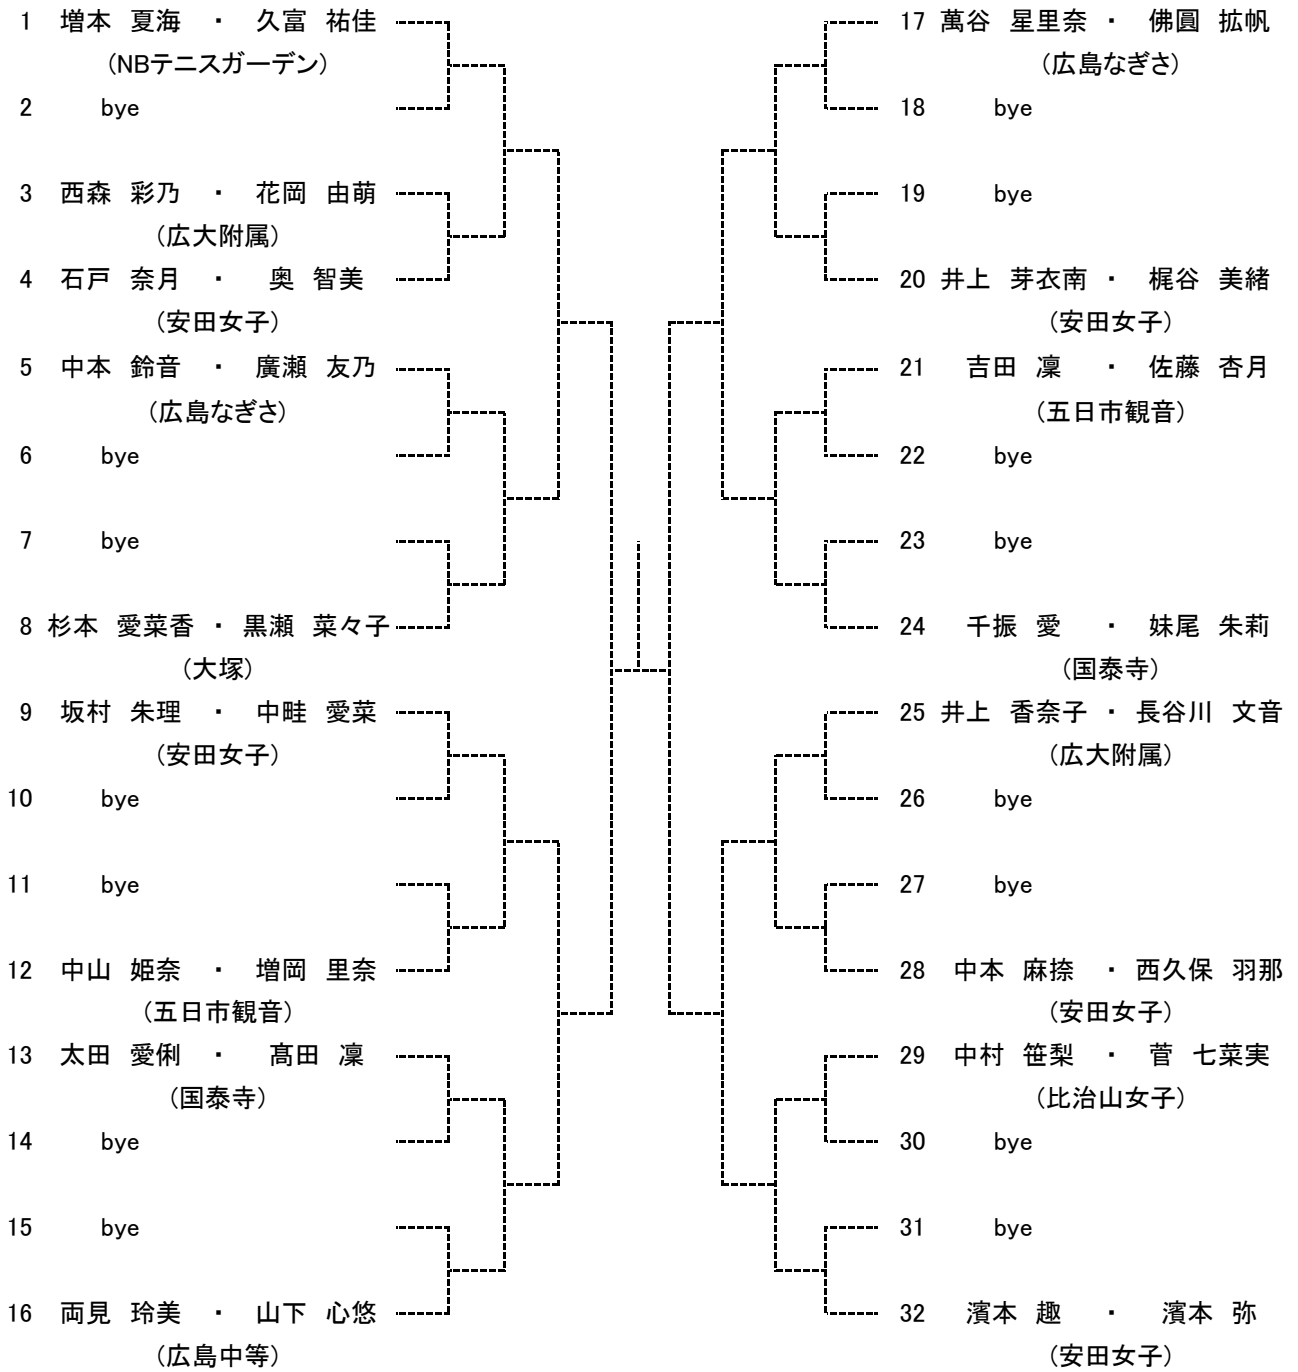 1 増本 夏海 ・ 久富 祐佳
(NBテニスガーデン)
2 bye
3 西森 彩乃 ・ 花岡 由萌
(広大附属)
4 石戸 奈月 ・ 奥 智美
(安田女子)
5 中本 鈴音 ・ 廣瀬 友乃
(広島なぎさ)
6 bye
7 bye
8 杉本 愛菜香 ・ 黒瀬 菜々子
(大塚)
9 坂村 朱理 ・ 中畦 愛菜
(安田女子)
10 bye
11 bye
12 中山 姫奈 ・ 増岡 里奈
(五日市観音)
13 太田 愛俐 ・ 髙田 凜
(国泰寺)
14 bye
15 bye
16 両見 玲美 ・ 山下 心悠
(広島中等)
17 萬谷 星里奈 ・ 佛圓 拡帆
(広島なぎさ)
18 bye
19 bye
20 井上 芽衣南 ・ 梶谷 美緒
(安田女子)
21 吉田 凜 ・ 佐藤 杏月
(五日市観音)
22 bye
23 bye
24 千振 愛 ・ 妹尾 朱莉
(国泰寺)
25 井上 香奈子 ・ 長谷川 文音
(広大附属)
26 bye
27 bye
28 中本 麻捺 ・ 西久保 羽那
(安田女子)
29 中村 笹梨 ・ 菅 七菜実
(比治山女子)
30 bye
31 bye
32 濱本 趣 ・ 濱本 弥
(安田女子)